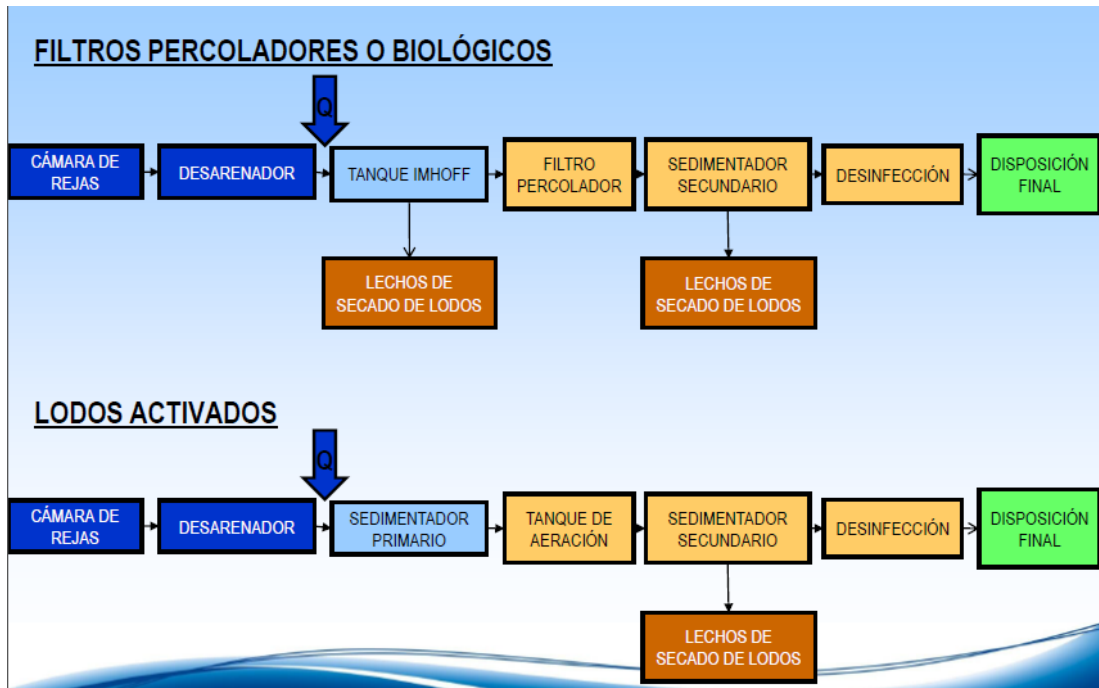 FILTROS PERCOLADORES O BIOLÓGICOS
Q
CÁMARA DE
REJAS
DESARENADOR
TANQUE IMHOFF
FILTRO
PERCOLADOR
SEDIMENTADOR
SECUNDARIO
DESINFECCIÓN
DISPOSICIÓN
FINAL
LECHOS DE
SECADO DE LODOS
LECHOS DE
SECADO DE LODOS
LODOS ACTIVADOS
Q
CÁMARA DE
REJAS
DESARENADOR
SEDIMENTADOR
PRIMARIO
TANQUE DE
AERACIÓN
SEDIMENTADOR
SECUNDARIO
DESINFECCIÓN
DISPOSICIÓN
FINAL
LECHOS DE
SECADO DE LODOS